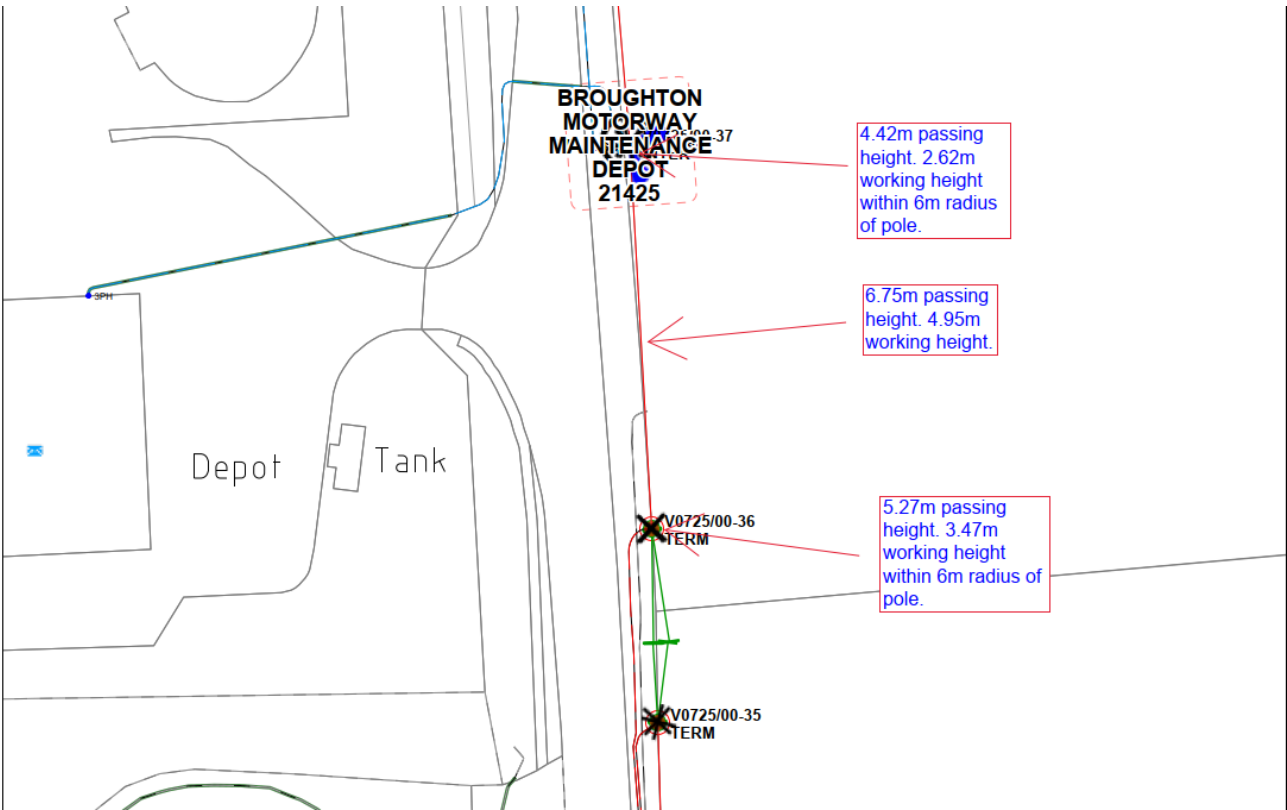 BROUGHTON
MOTORWAY
MAINTENANCE
DEPOT
21425
4.42m passing
height. 2.62m
working height
within 6m radius
of pole.
6.75m passing
height. 4.95m
working height.
3PH
Depot
Tank
V0725/00-36
TERM
5.27m passing
height. 3.47m
working height
within 6m radius of
pole.
V0725/00-35
TERM